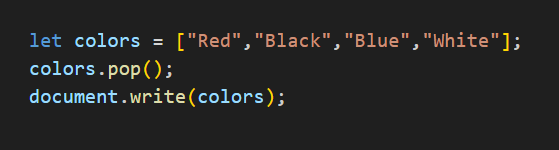 let colors = ["Red","Black","Blue","White"];
colors.pop();
document.write(colors);